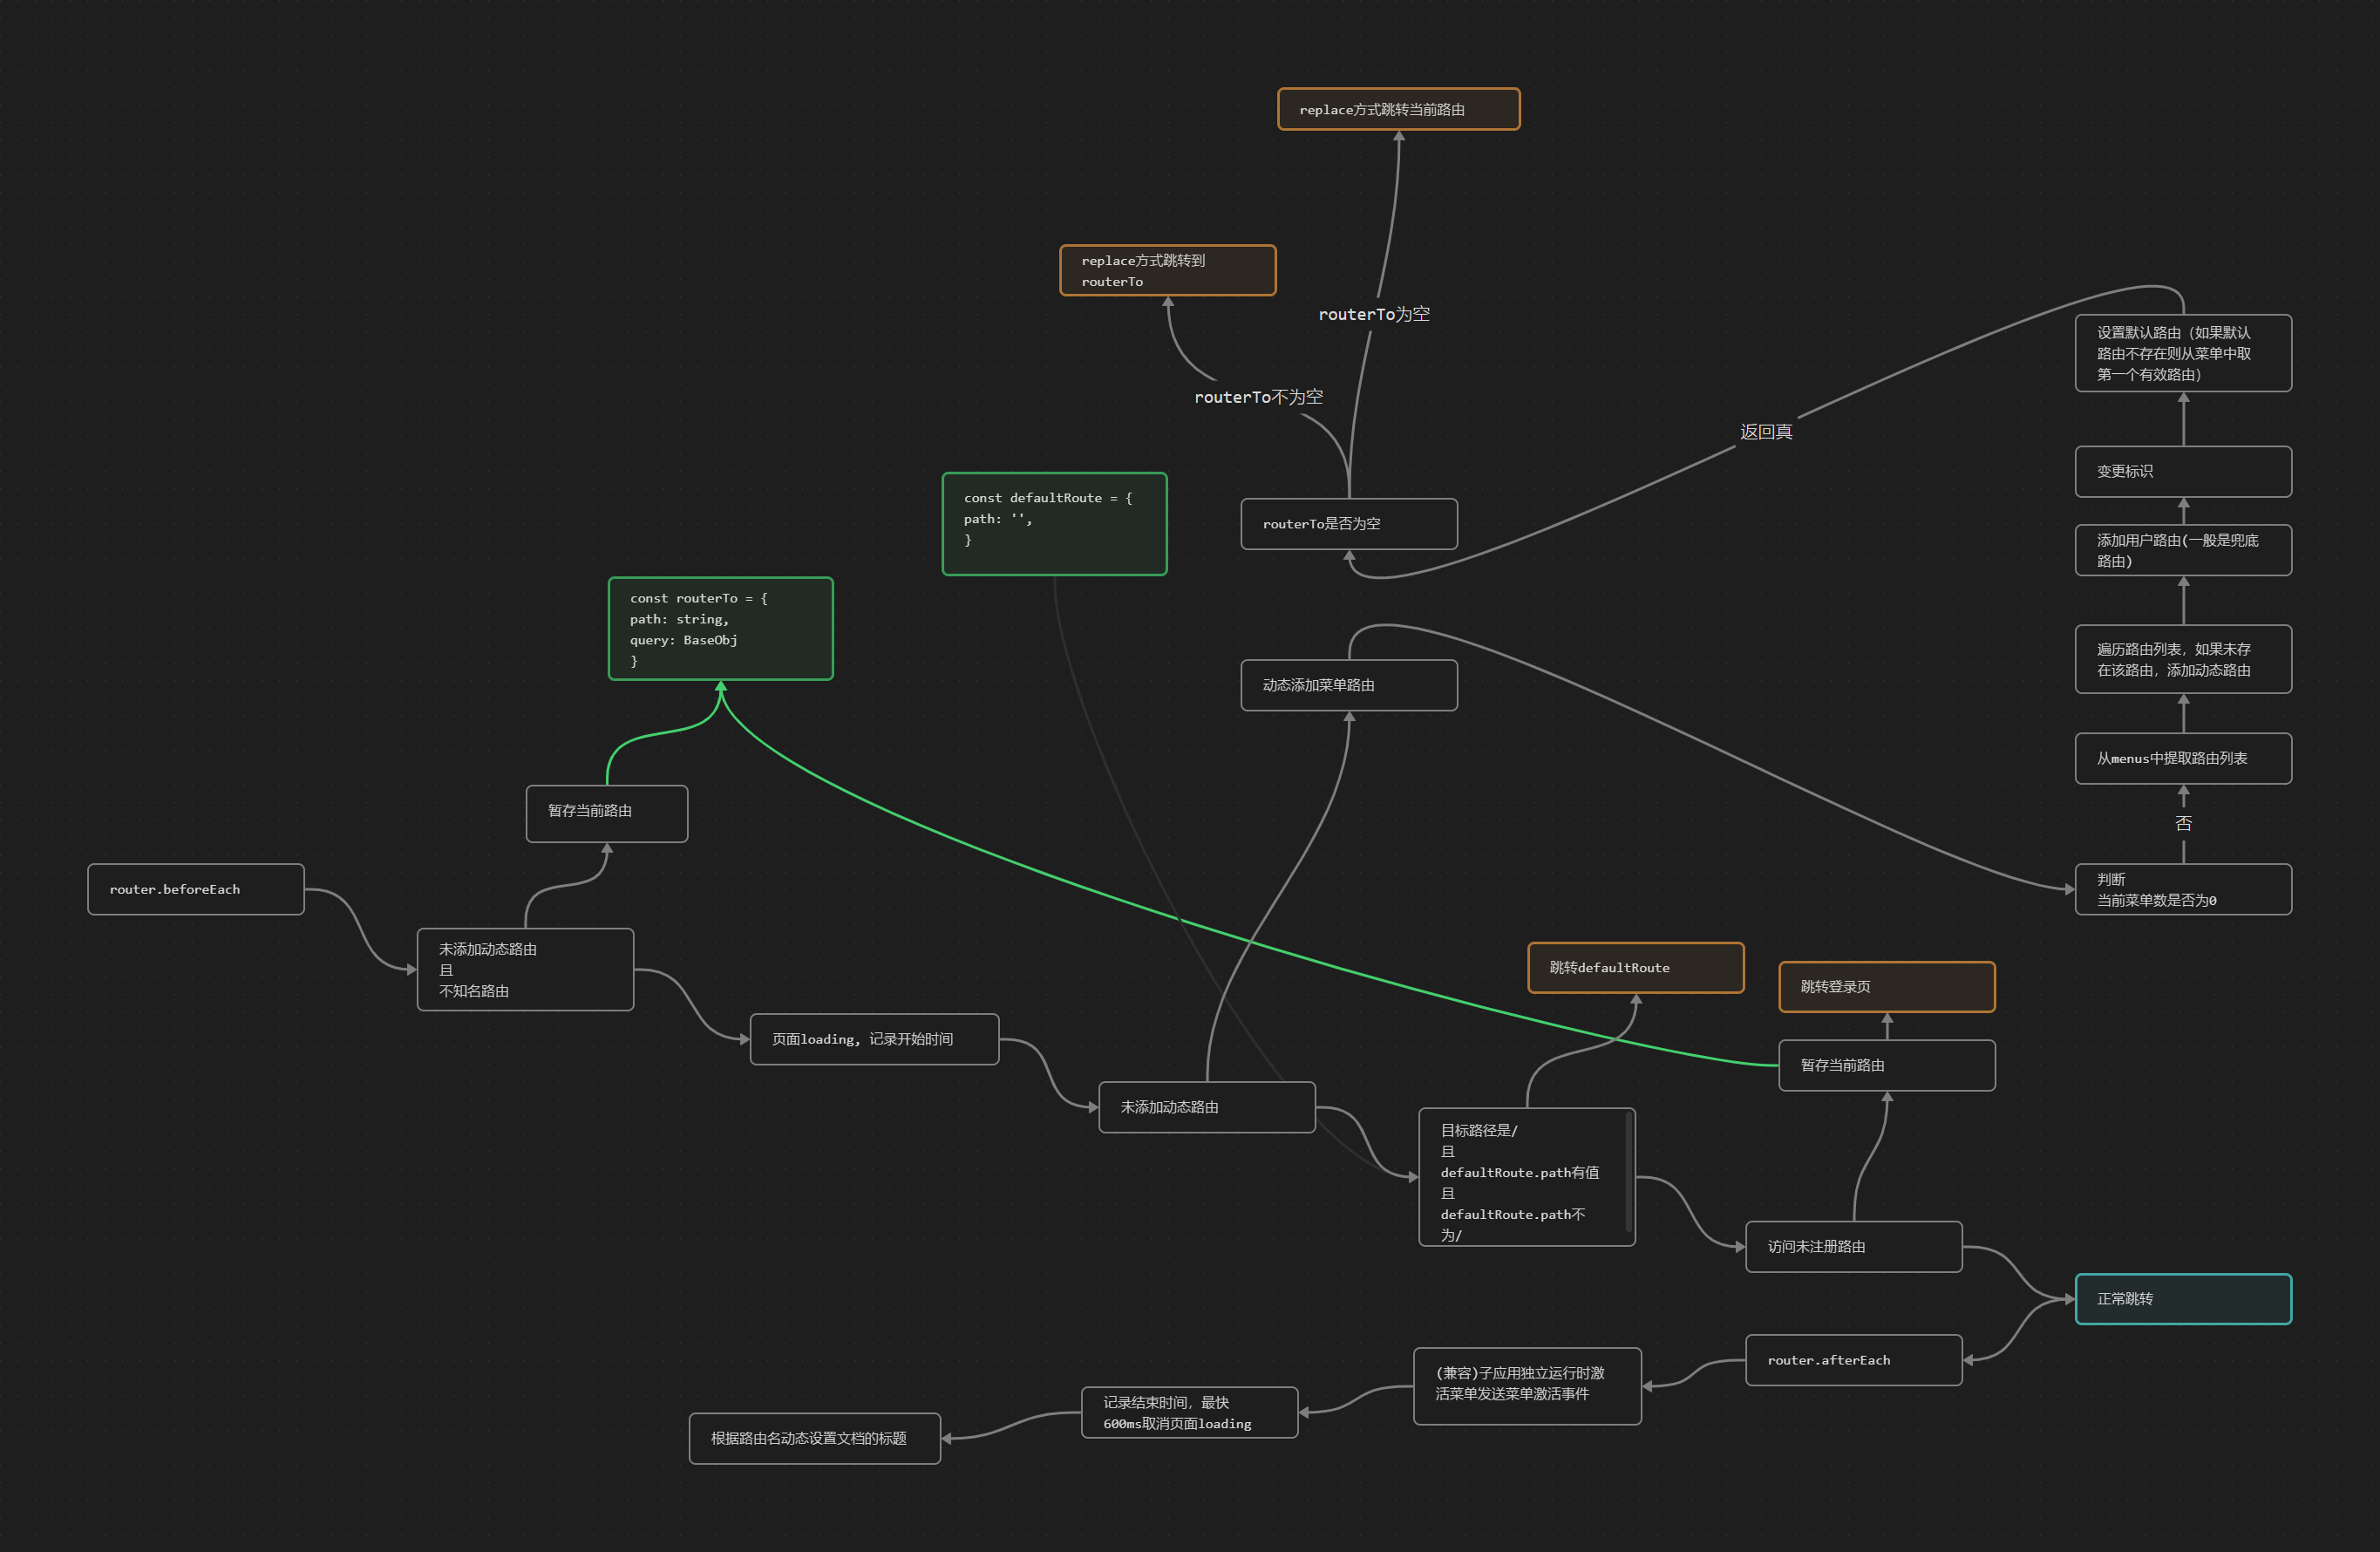 replace方式跳转当前路由
replace方式跳转到
routerTo
routerTo为空
routerTo不为空
返回真
设置默认路由（如果默认
路由不存在则从菜单中取
第一个有效路由）
变更标识
添加用户路由(一般是兜底
路由)
遍历路由列表，如果未存
在该路由，添加动态路由
从menus中提取路由列表
否
判断
当前菜单数是否为0
const defaultRoute = {
path: '',
}
routerTo是否为空
const routerTo = {
path: string,
query: BaseObj
}
动态添加菜单路由
暂存当前路由
router.beforeEach
未添加动态路由
且
不知名路由
页面loading, 记录开始时间
未添加动态路由
跳转defaultRoute
跳转登录页
暂存当前路由
目标路径是/
且
defaultRoute.path有值
且
defaultRoute.path不
为/
访问未注册路由
正常跳转
router.afterEach
(兼容)子应用独立运行时激
活菜单发送菜单激活事件
记录结束时间，最快
600ms取消页面loading
根据路由名动态设置文档的标题